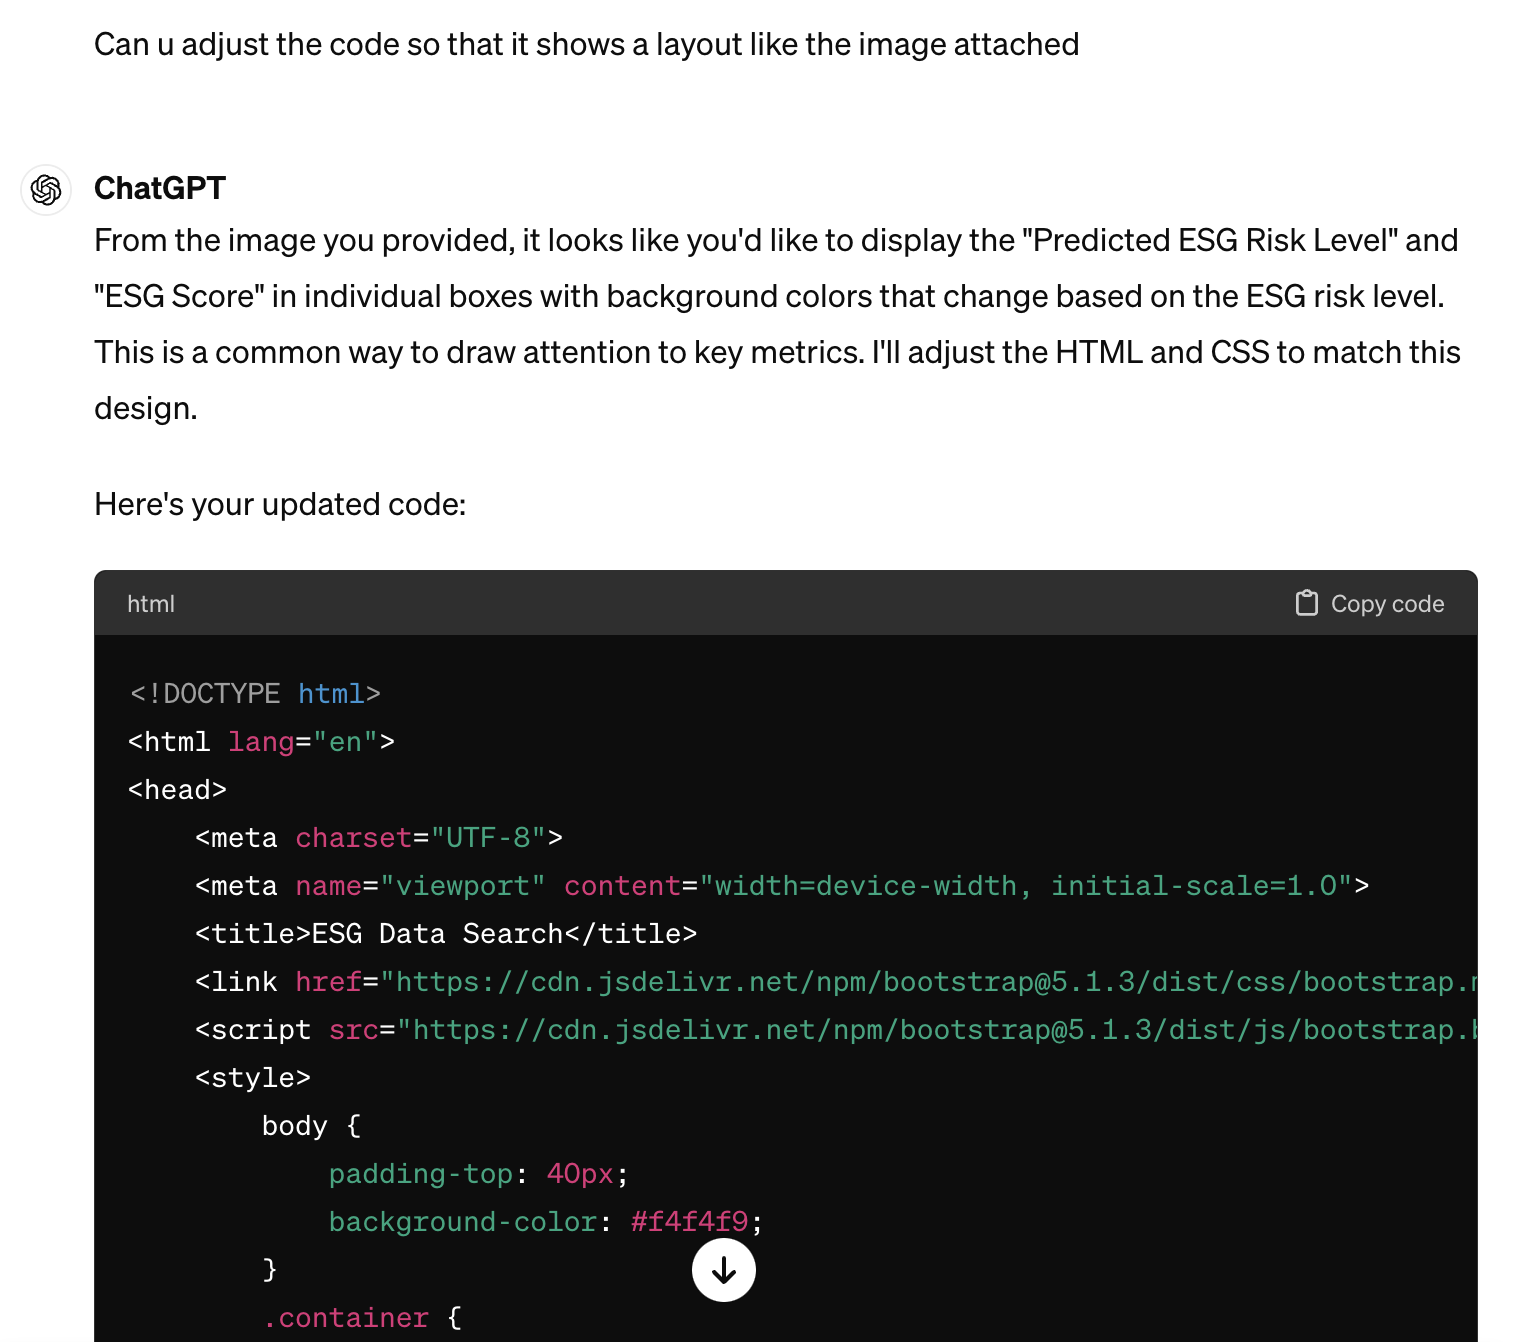 Can u adjust the code so that it shows a layout like the image attached
ChatGPT
From the image you provided, it looks like you'd like to display the "Predicted ESG Risk Level" and
"ESG Score" in individual boxes with background colors that change based on the ESG risk level.
This is a common way to draw attention to key metrics. I'll adjust the HTML and CSS to match this
design.
Here's your updated code:
html Copy code
<!DOCTYPE html>
<html lang="en">
<head>
    <meta charset="UTF-8">
    <meta name="viewport" content="width=device-width, initial-scale=1.0">
    <title>ESG Data Search</title>
    <link href="https://cdn.jsdelivr.net/npm/bootstrap@5.1.3/dist/css/bootstrap.
    <script src="https://cdn.jsdelivr.net/npm/bootstrap@5.1.3/dist/js/bootstrap.
    <style>
        body {
            padding-top: 40px;
            background-color: #f4f4f9;
        }
        .container {